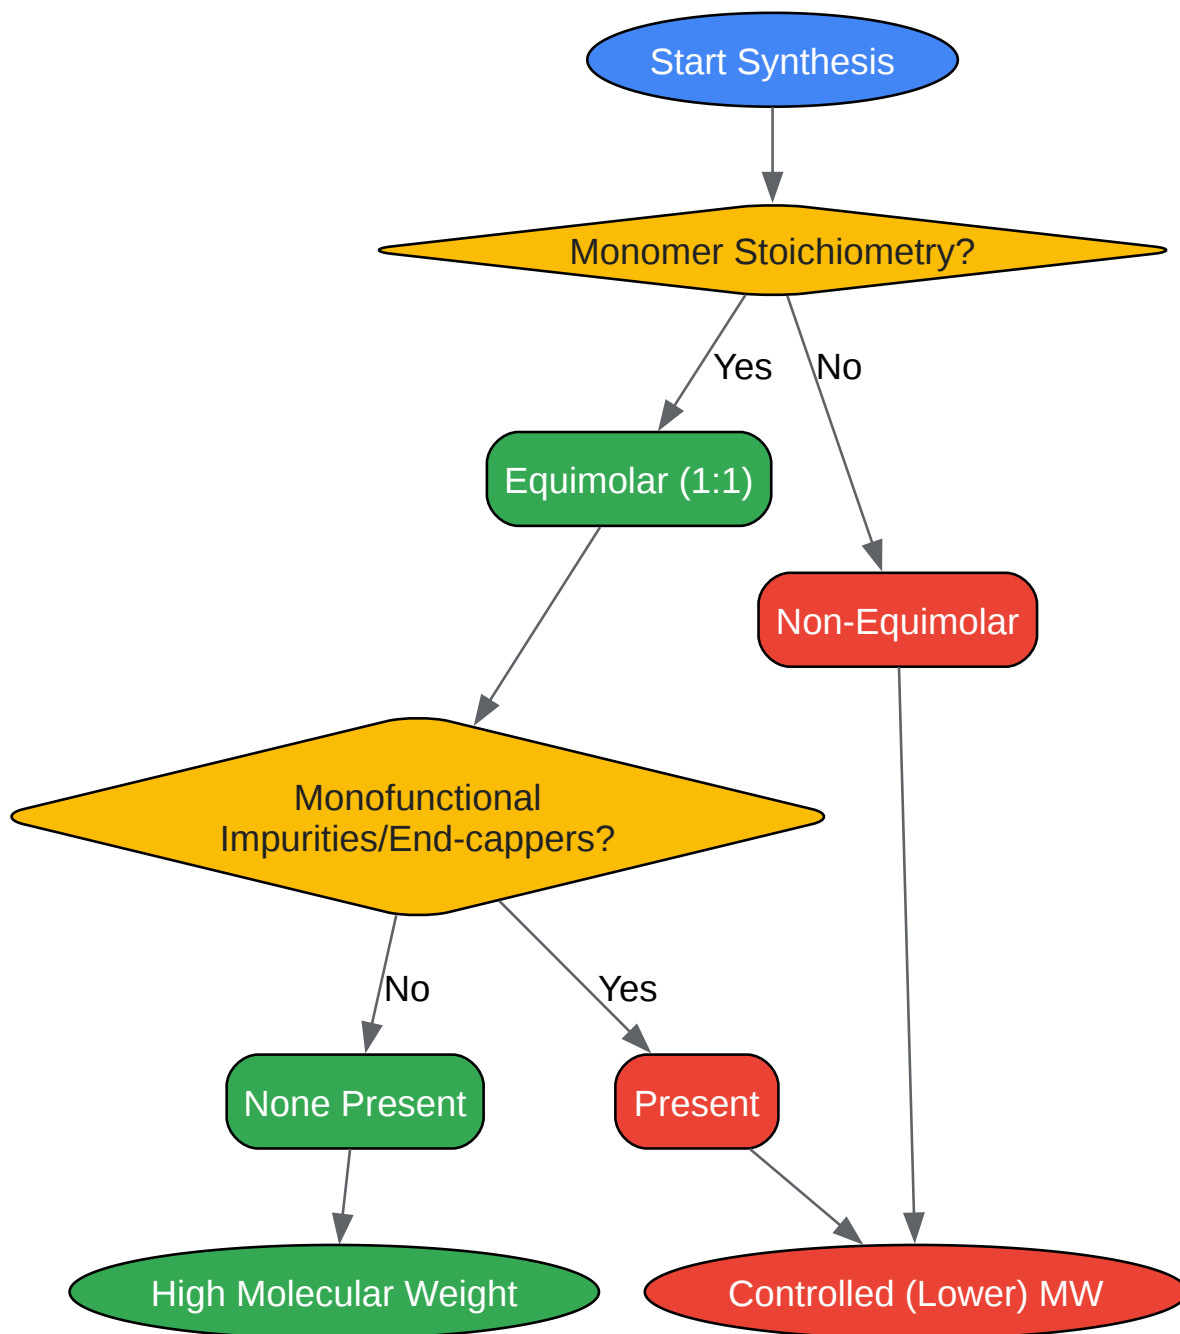 Start Synthesis
Monomer Stoichiometry?
Yes
No
Equimolar (1:1)
Non-Equimolar
Monofunctional
Impurities/End-cappers?
No
Yes
None Present
Present
High Molecular Weight
Controlled (Lower) MW